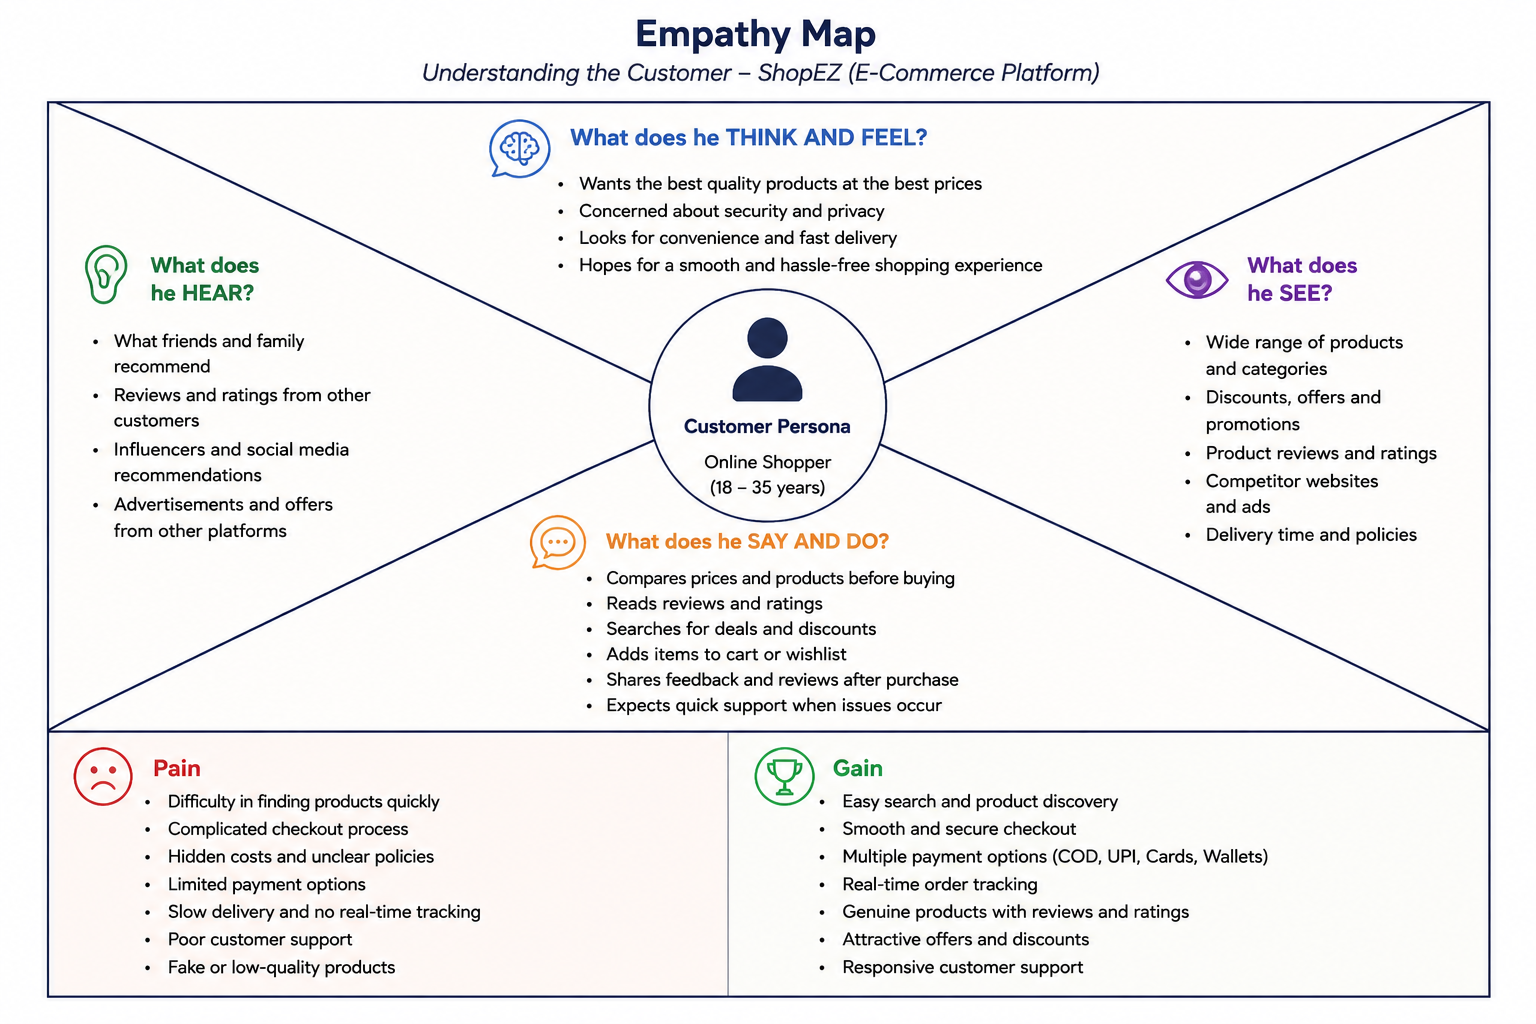 Empathy Map
Understanding the Customer – ShopEZ (E-Commerce Platform)
What does he THINK AND FEEL?
• Wants the best quality products at the best prices
• Concerned about security and privacy
• Looks for convenience and fast delivery
• Hopes for a smooth and hassle-free shopping experience
What does
he HEAR?
• What friends and family
recommend
• Reviews and ratings from other
customers
• Influencers and social media
recommendations
• Advertisements and offers
from other platforms
Customer Persona
Online Shopper
(18 – 35 years)
What does
he SEE?
• Wide range of products
and categories
• Discounts, offers and
promotions
• Product reviews and ratings
• Competitor websites
and ads
• Delivery time and policies
What does he SAY AND DO?
• Compares prices and products before buying
• Reads reviews and ratings
• Searches for deals and discounts
• Adds items to cart or wishlist
• Shares feedback and reviews after purchase
• Expects quick support when issues occur
Pain
• Difficulty in finding products quickly
• Complicated checkout process
• Hidden costs and unclear policies
• Limited payment options
• Slow delivery and no real-time tracking
• Poor customer support
• Fake or low-quality products
Gain
• Easy search and product discovery
• Smooth and secure checkout
• Multiple payment options (COD, UPI, Cards, Wallets)
• Real-time order tracking
• Genuine products with reviews and ratings
• Attractive offers and discounts
• Responsive customer support